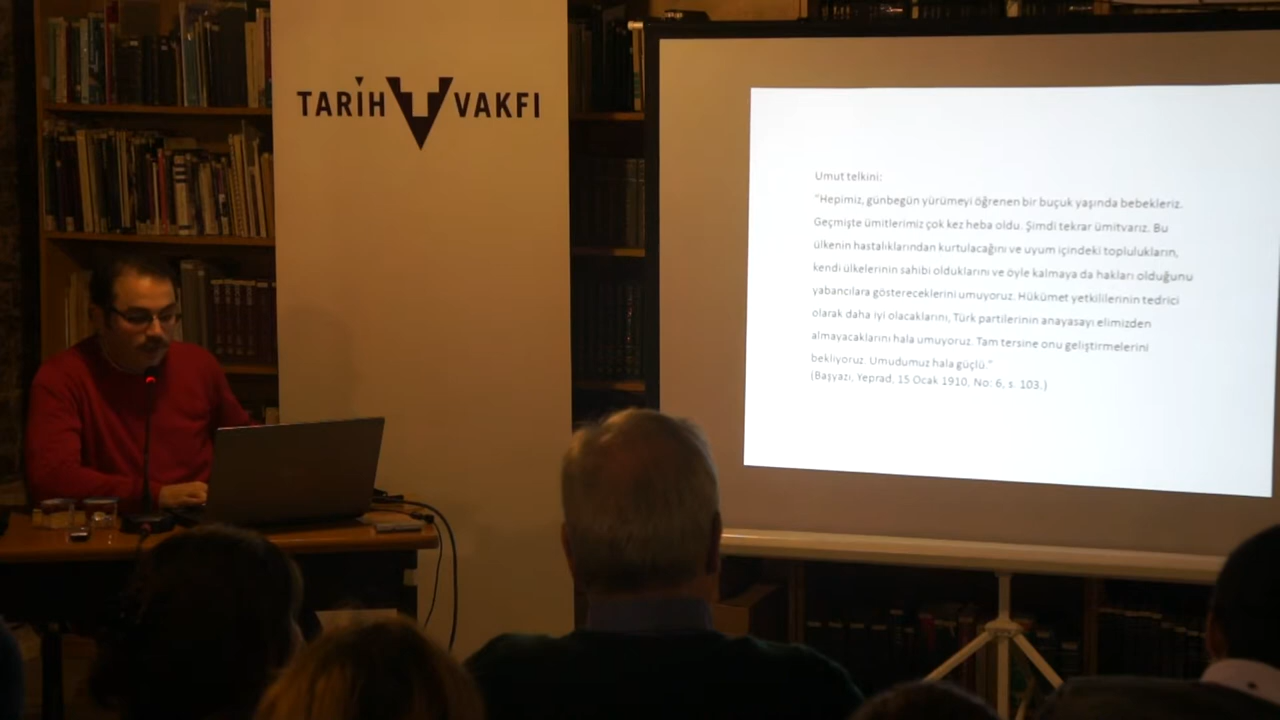 TARİH VAKFI
Umut telkini:
"Hepimiz, günbegün yürümeyi öğrenen bir buçuk yaşında bebekleriz.
Geçmişte ümitlerimiz çok kez heba oldu. Şimdi tekrar ümitvarız. Bu
ülkenin hastalıklarından kurtulacağını ve uyum içindeki toplulukların,
kendi ülkelerinin sahibi olduklarını ve öyle kalmaya da hakları olduğunu
yabancılara göstereceklerini umuyoruz. Hükümet yetkililerinin tedrici
olarak daha iyi olacaklarını, Türk partilerinin anayasayı elimizden
almayacaklarını hala umuyoruz. Tam tersine onu geliştirmelerini
bekliyoruz. Umudumuz hala güçlü."
(Başyazı, Yeprad, 15 Ocak 1910, No: 6, s. 103.)